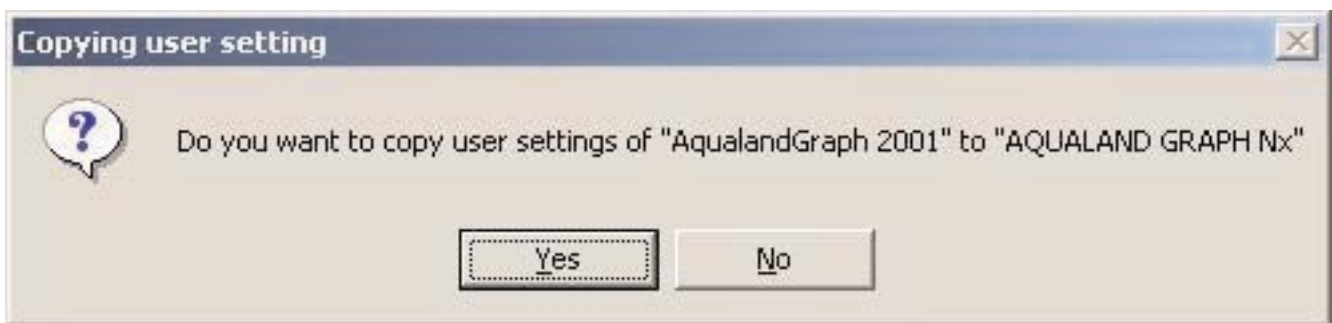 Copying user setting
Do you want to copy user settings of "AqualandGraph 2001" to "AQUALAND GRAPH Nx"
Yes No